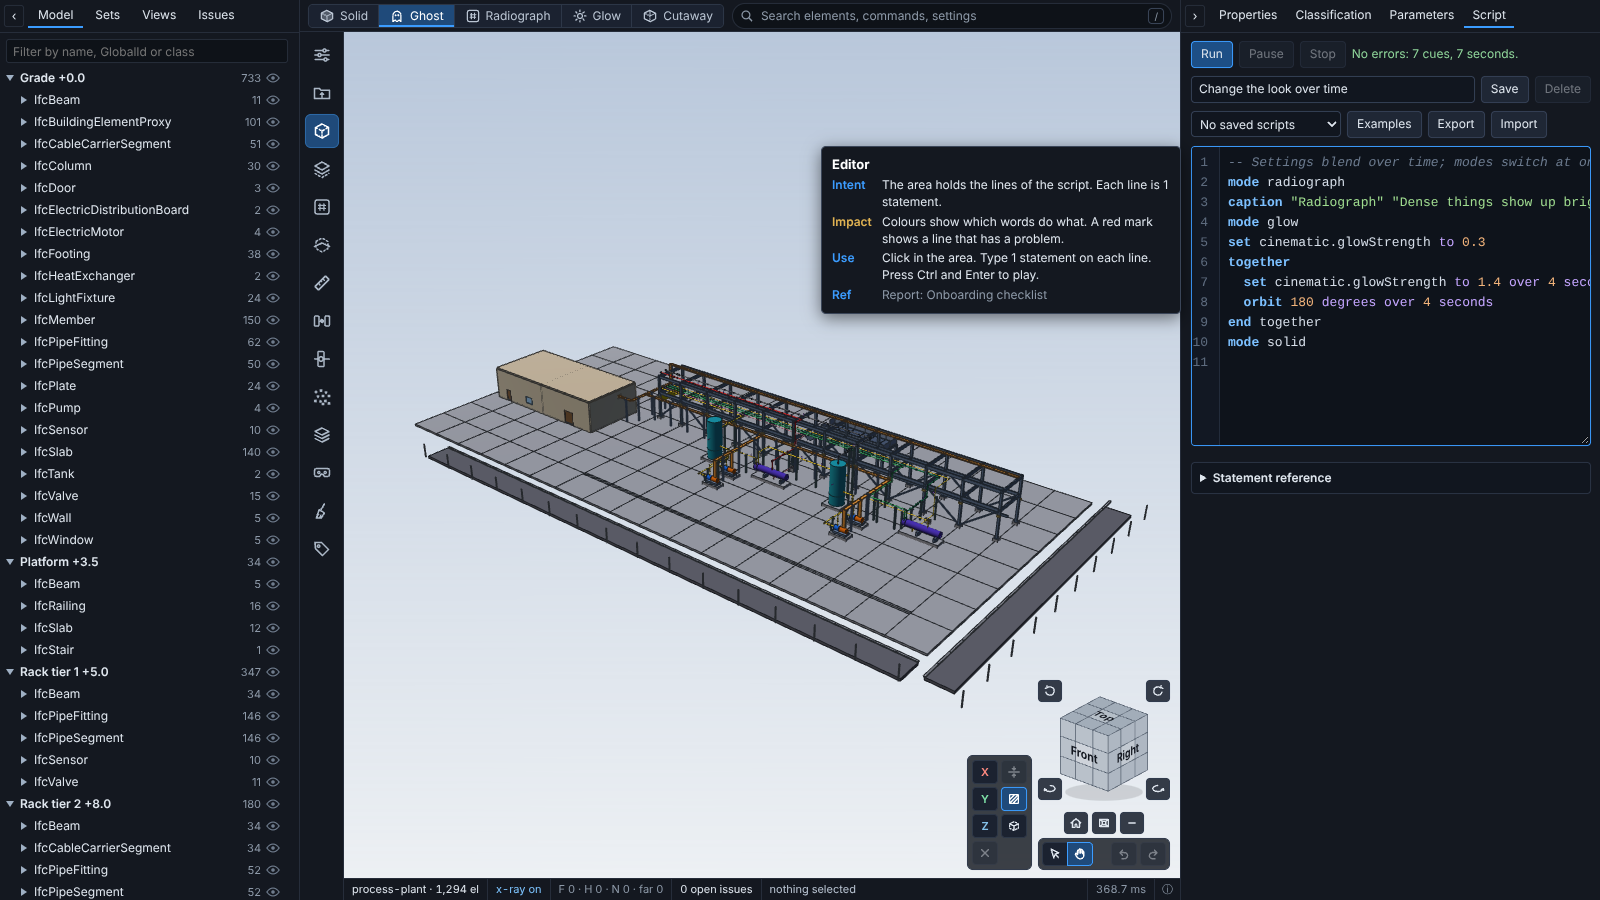 Model Sets Views Issues
Filter by name, GlobalId or class
Grade +0.0 733
IfcBeam 11
IfcBuildingElementProxy 101
IfcCableCarrierSegment 51
IfcColumn 30
IfcDoor 3
IfcElectricDistributionBoard 2
IfcElectricMotor 4
IfcFooting 38
IfcHeatExchanger 2
IfcLightFixture 24
IfcMember 150
IfcPipeFitting 62
IfcPipeSegment 50
IfcPlate 24
IfcPump 4
IfcSensor 10
IfcSlab 140
IfcTank 2
IfcValve 15
IfcWall 5
IfcWindow 5
Platform +3.5 34
IfcBeam 5
IfcRailing 16
IfcSlab 12
IfcStair 1
Rack tier 1 +5.0 347
IfcBeam 34
IfcPipeFitting 146
IfcPipeSegment 146
IfcSensor 10
IfcValve 11
Rack tier 2 +8.0 180
IfcBeam 34
IfcCableCarrierSegment 34
IfcPipeFitting 52
IfcPipeSegment 52
Solid Ghost Radiograph Glow Cutaway
Search elements, commands, settings /
Editor
Intent The area holds the lines of the script. Each line is 1
statement.
Impact Colours show which words do what. A red mark
shows a line that has a problem.
Use Click in the area. Type 1 statement on each line.
Press Ctrl and Enter to play.
Ref Report: Onboarding checklist
Top
Front Right
X
Y
Z
process-plant · 1,294 el x-ray on F 0 · H 0 · N 0 · far 0 0 open issues nothing selected 368.7 ms
Properties Classification Parameters Script
Run Pause Stop No errors: 7 cues, 7 seconds.
Change the look over time Save Delete
No saved scripts Examples Export Import
1 -- Settings blend over time; modes switch at on
2 mode radiograph
3 caption "Radiograph" "Dense things show up brig
4 mode glow
5 set cinematic.glowStrength to 0.3
6 together
7 set cinematic.glowStrength to 1.4 over 4 seco
8 orbit 180 degrees over 4 seconds
9 end together
10 mode solid
11
Statement reference